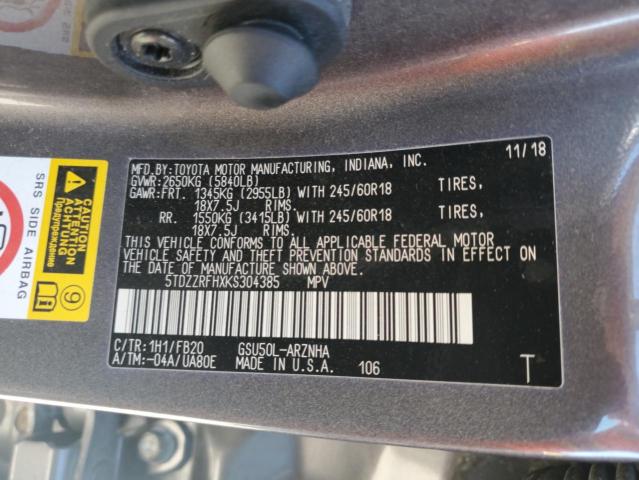 MFD.BY:TOYOTA MOTOR MANUFACTURING, INDIANA, INC. 11/18
GVWR:2650KG (5840LB)
GAWR:FRT. 1345KG (2955LB) WITH 245/60R18 TIRES,
18X7.5J RIMS.
RR. 1550KG (3415LB) WITH 245/60R18 TIRES,
18X7.5J RIMS.
THIS VEHICLE CONFORMS TO ALL APPLICABLE FEDERAL MOTOR
VEHICLE SAFETY AND THEFT PREVENTION STANDARDS IN EFFECT ON
THE DATE OF MANUFACTURE SHOWN ABOVE.
5TDZZRFHXKS304385 MPV
C/TR:1H1/FB20 GSU50L-ARZNHA
A/TM:-04A/UA80E MADE IN U.S.A. 106
T
CAUTION
ATTENTION
ACHTUNG
Предупреждение
SRS SIDE AIRBAG
9